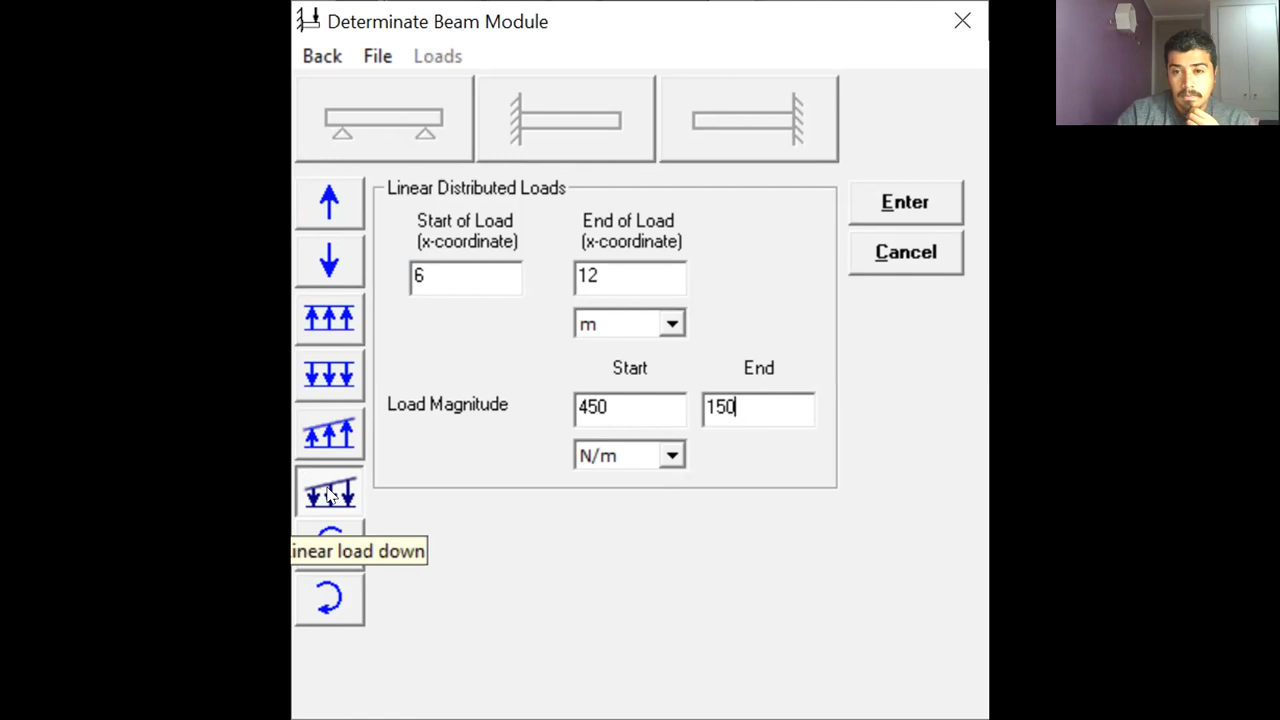 Determinate Beam Module
Back File Loads
Linear Distributed Loads
Start of Load
(x-coordinate)
End of Load
(x-coordinate)
6
12
m
Start
End
Load Magnitude
450
150
N/m
Enter
Cancel
inear load down